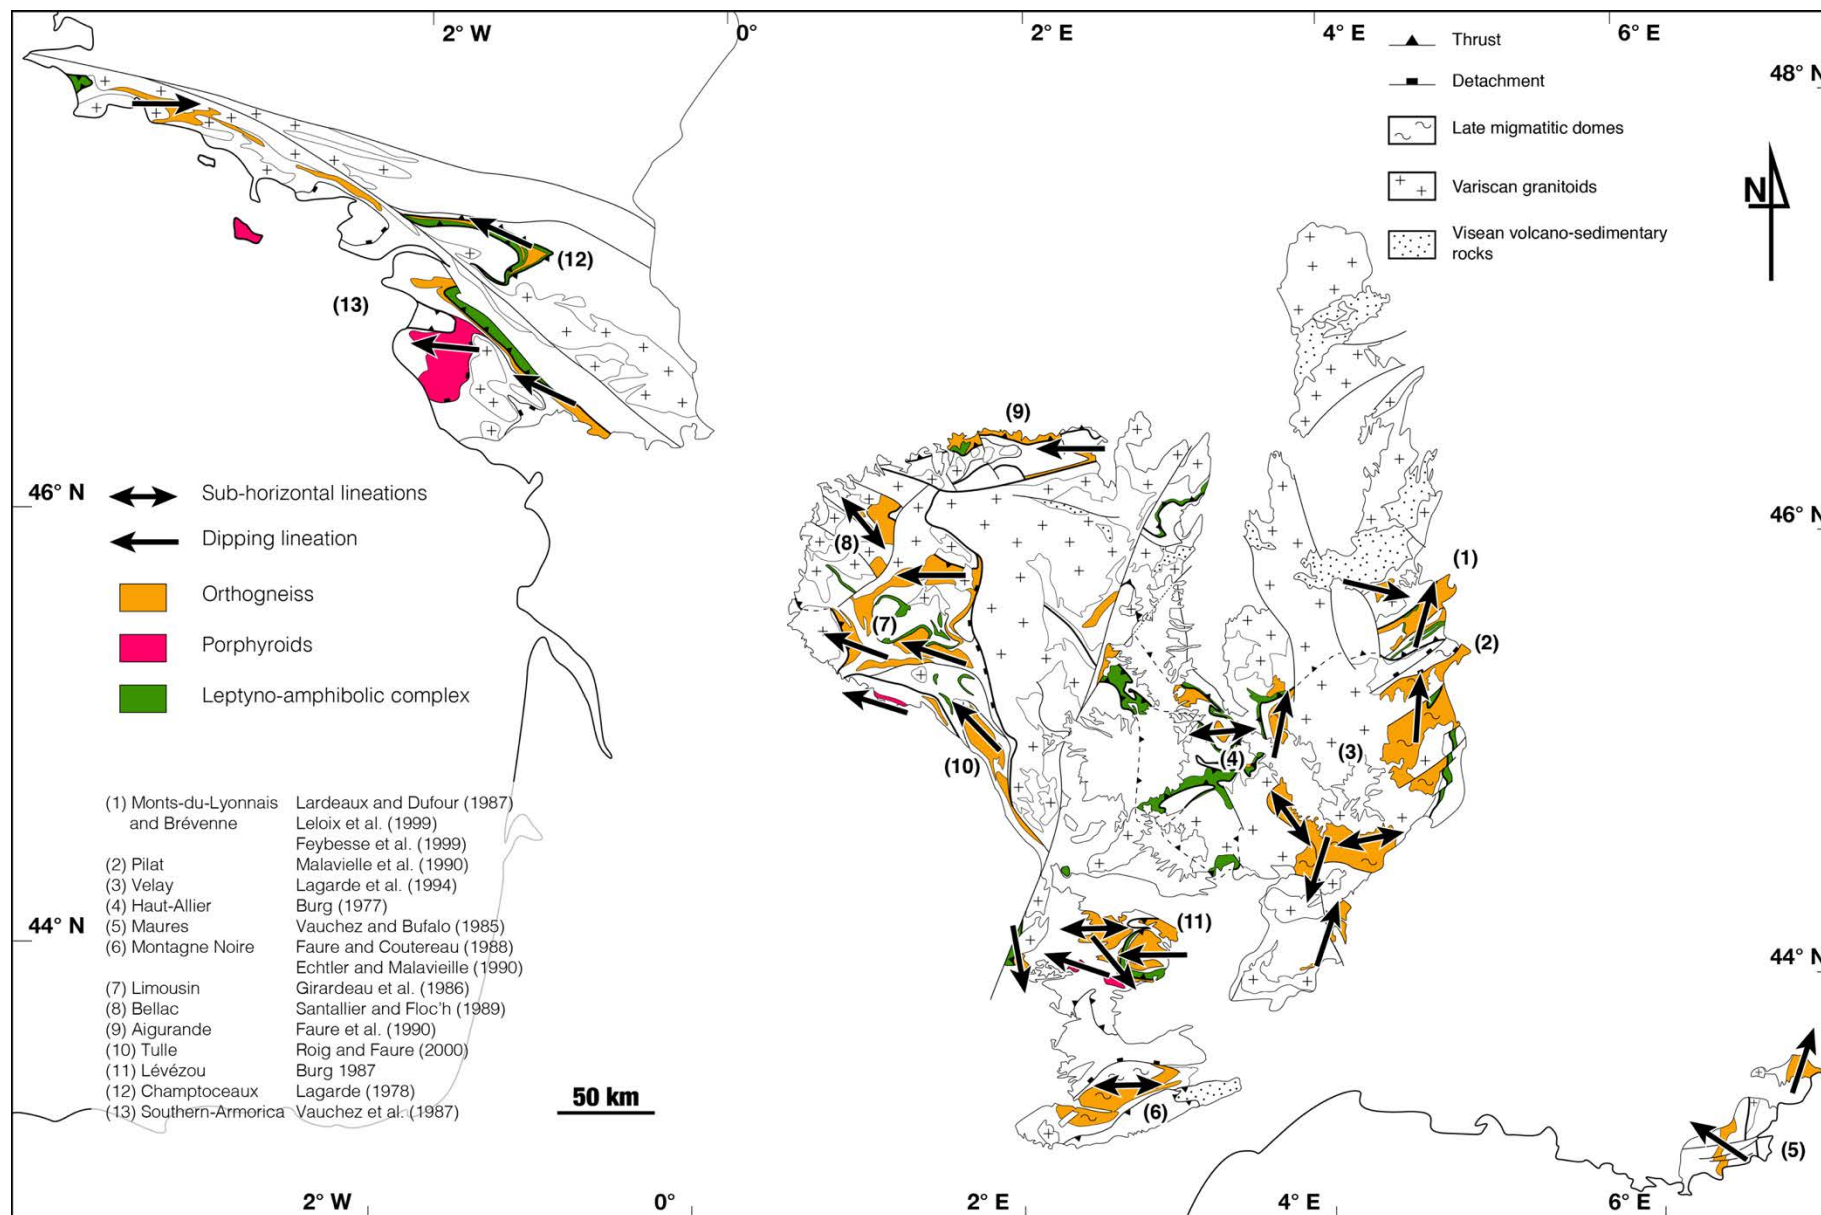 2° W
0°
2° E
4° E
6° E
48° N
Thrust
Detachment
Late migmatitic domes
Variscan granitoids
Visean volcano-sedimentary
rocks
N
(12)
(13)
46° N
46° N
Sub-horizontal lineations
Dipping lineation
Orthogneiss
Porphyroids
Leptyno-amphibolic complex
(9)
(8)
(7)
(10)
(1)
(2)
(3)
(4)
(11)
(6)
(5)
(1) Monts-du-Lyonnais Lardeaux and Dufour (1987)
and Brévenne Leloix et al. (1999)
Feybesse et al. (1999)
(2) Pilat Malavielle et al. (1990)
(3) Velay Lagarde et al. (1994)
(4) Haut-Allier Burg (1977)
(5) Maures Vauchez and Bufalo (1985)
(6) Montagne Noire Faure and Coutereau (1988)
Echtler and Malavieille (1990)
(7) Limousin Girardeau et al. (1986)
(8) Bellac Santallier and Floc'h (1989)
(9) Aigurande Faure et al. (1990)
(10) Tulle Roig and Faure (2000)
(11) Lévézou Burg 1987
(12) Champtoceaux Lagarde (1978)
(13) Southern-Armorica Vauchez et al. (1987)
44° N
44° N
50 km
2° W
0°
2° E
4° E
6° E